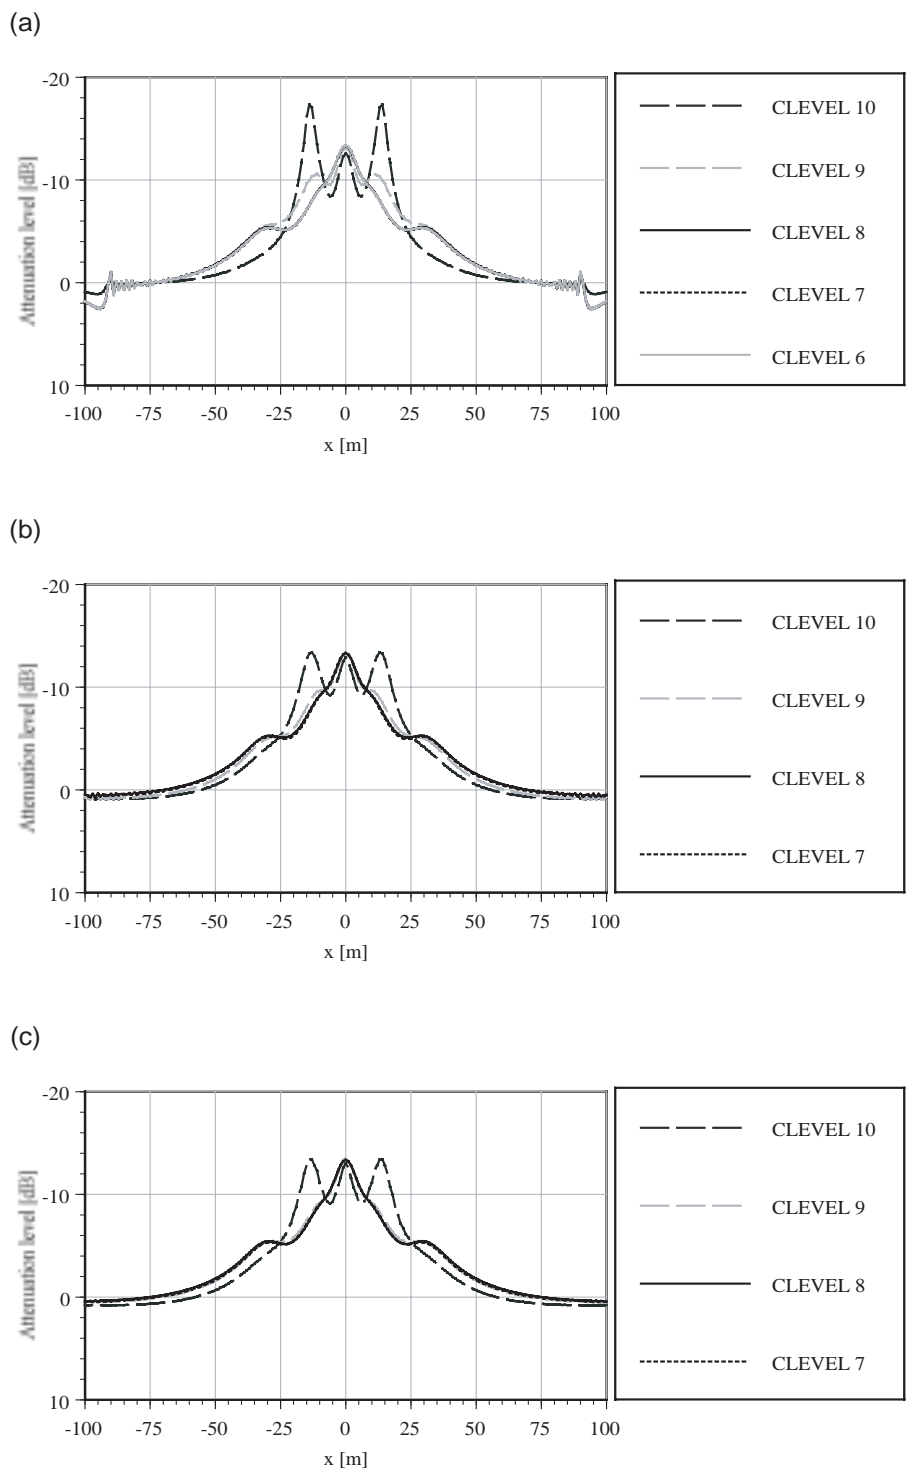 (a)
-20
-10
0
10
Attenuation level [dB]
-100 -75 -50 -25 0 25 50 75 100
x [m]
CLEVEL 10
CLEVEL 9
CLEVEL 8
CLEVEL 7
CLEVEL 6
(b)
-20
-10
0
10
Attenuation level [dB]
-100 -75 -50 -25 0 25 50 75 100
x [m]
CLEVEL 10
CLEVEL 9
CLEVEL 8
CLEVEL 7
(c)
-20
-10
0
10
Attenuation level [dB]
-100 -75 -50 -25 0 25 50 75 100
x [m]
CLEVEL 10
CLEVEL 9
CLEVEL 8
CLEVEL 7